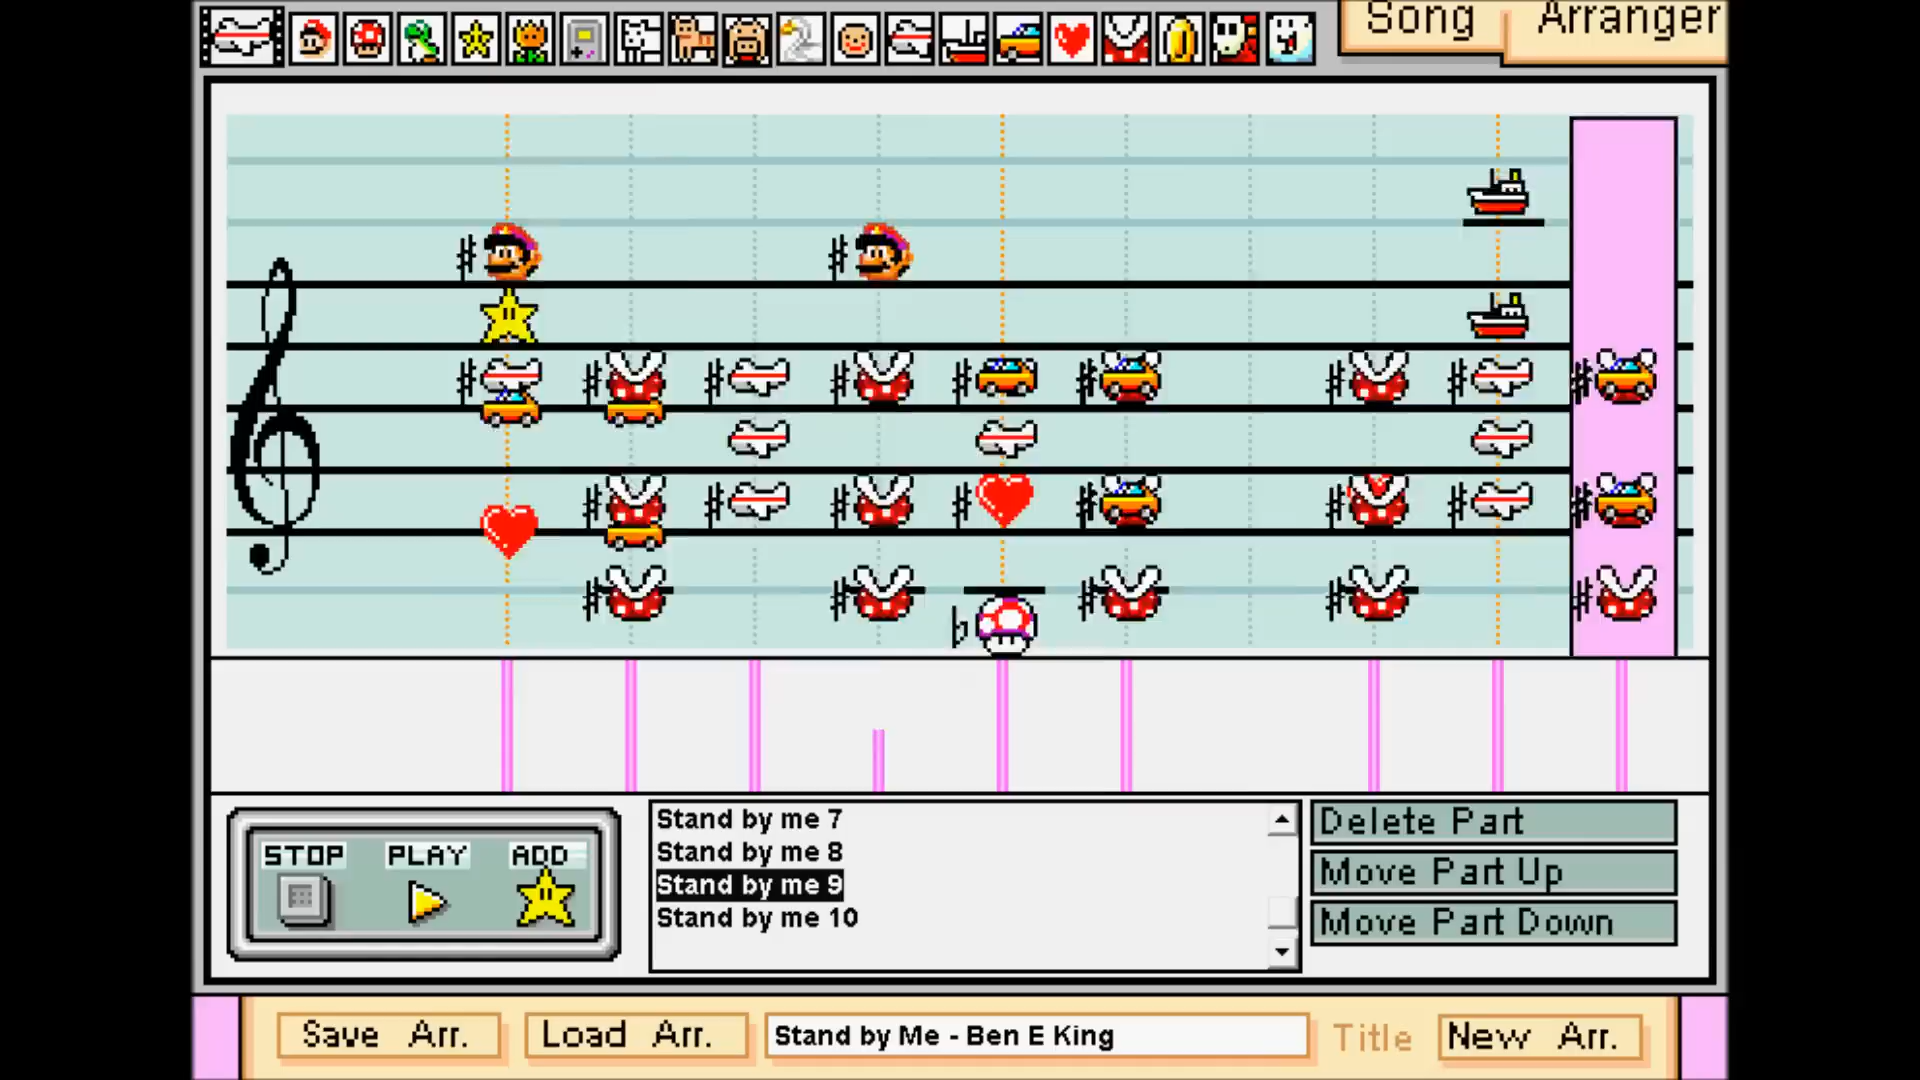 Song Arranger
STOP PLAY ADD
Stand by me 7
Stand by me 8
Stand by me 9
Stand by me 10
Delete Part
Move Part Up
Move Part Down
Save Arr. Load Arr. Stand by Me - Ben E King Title New Arr.